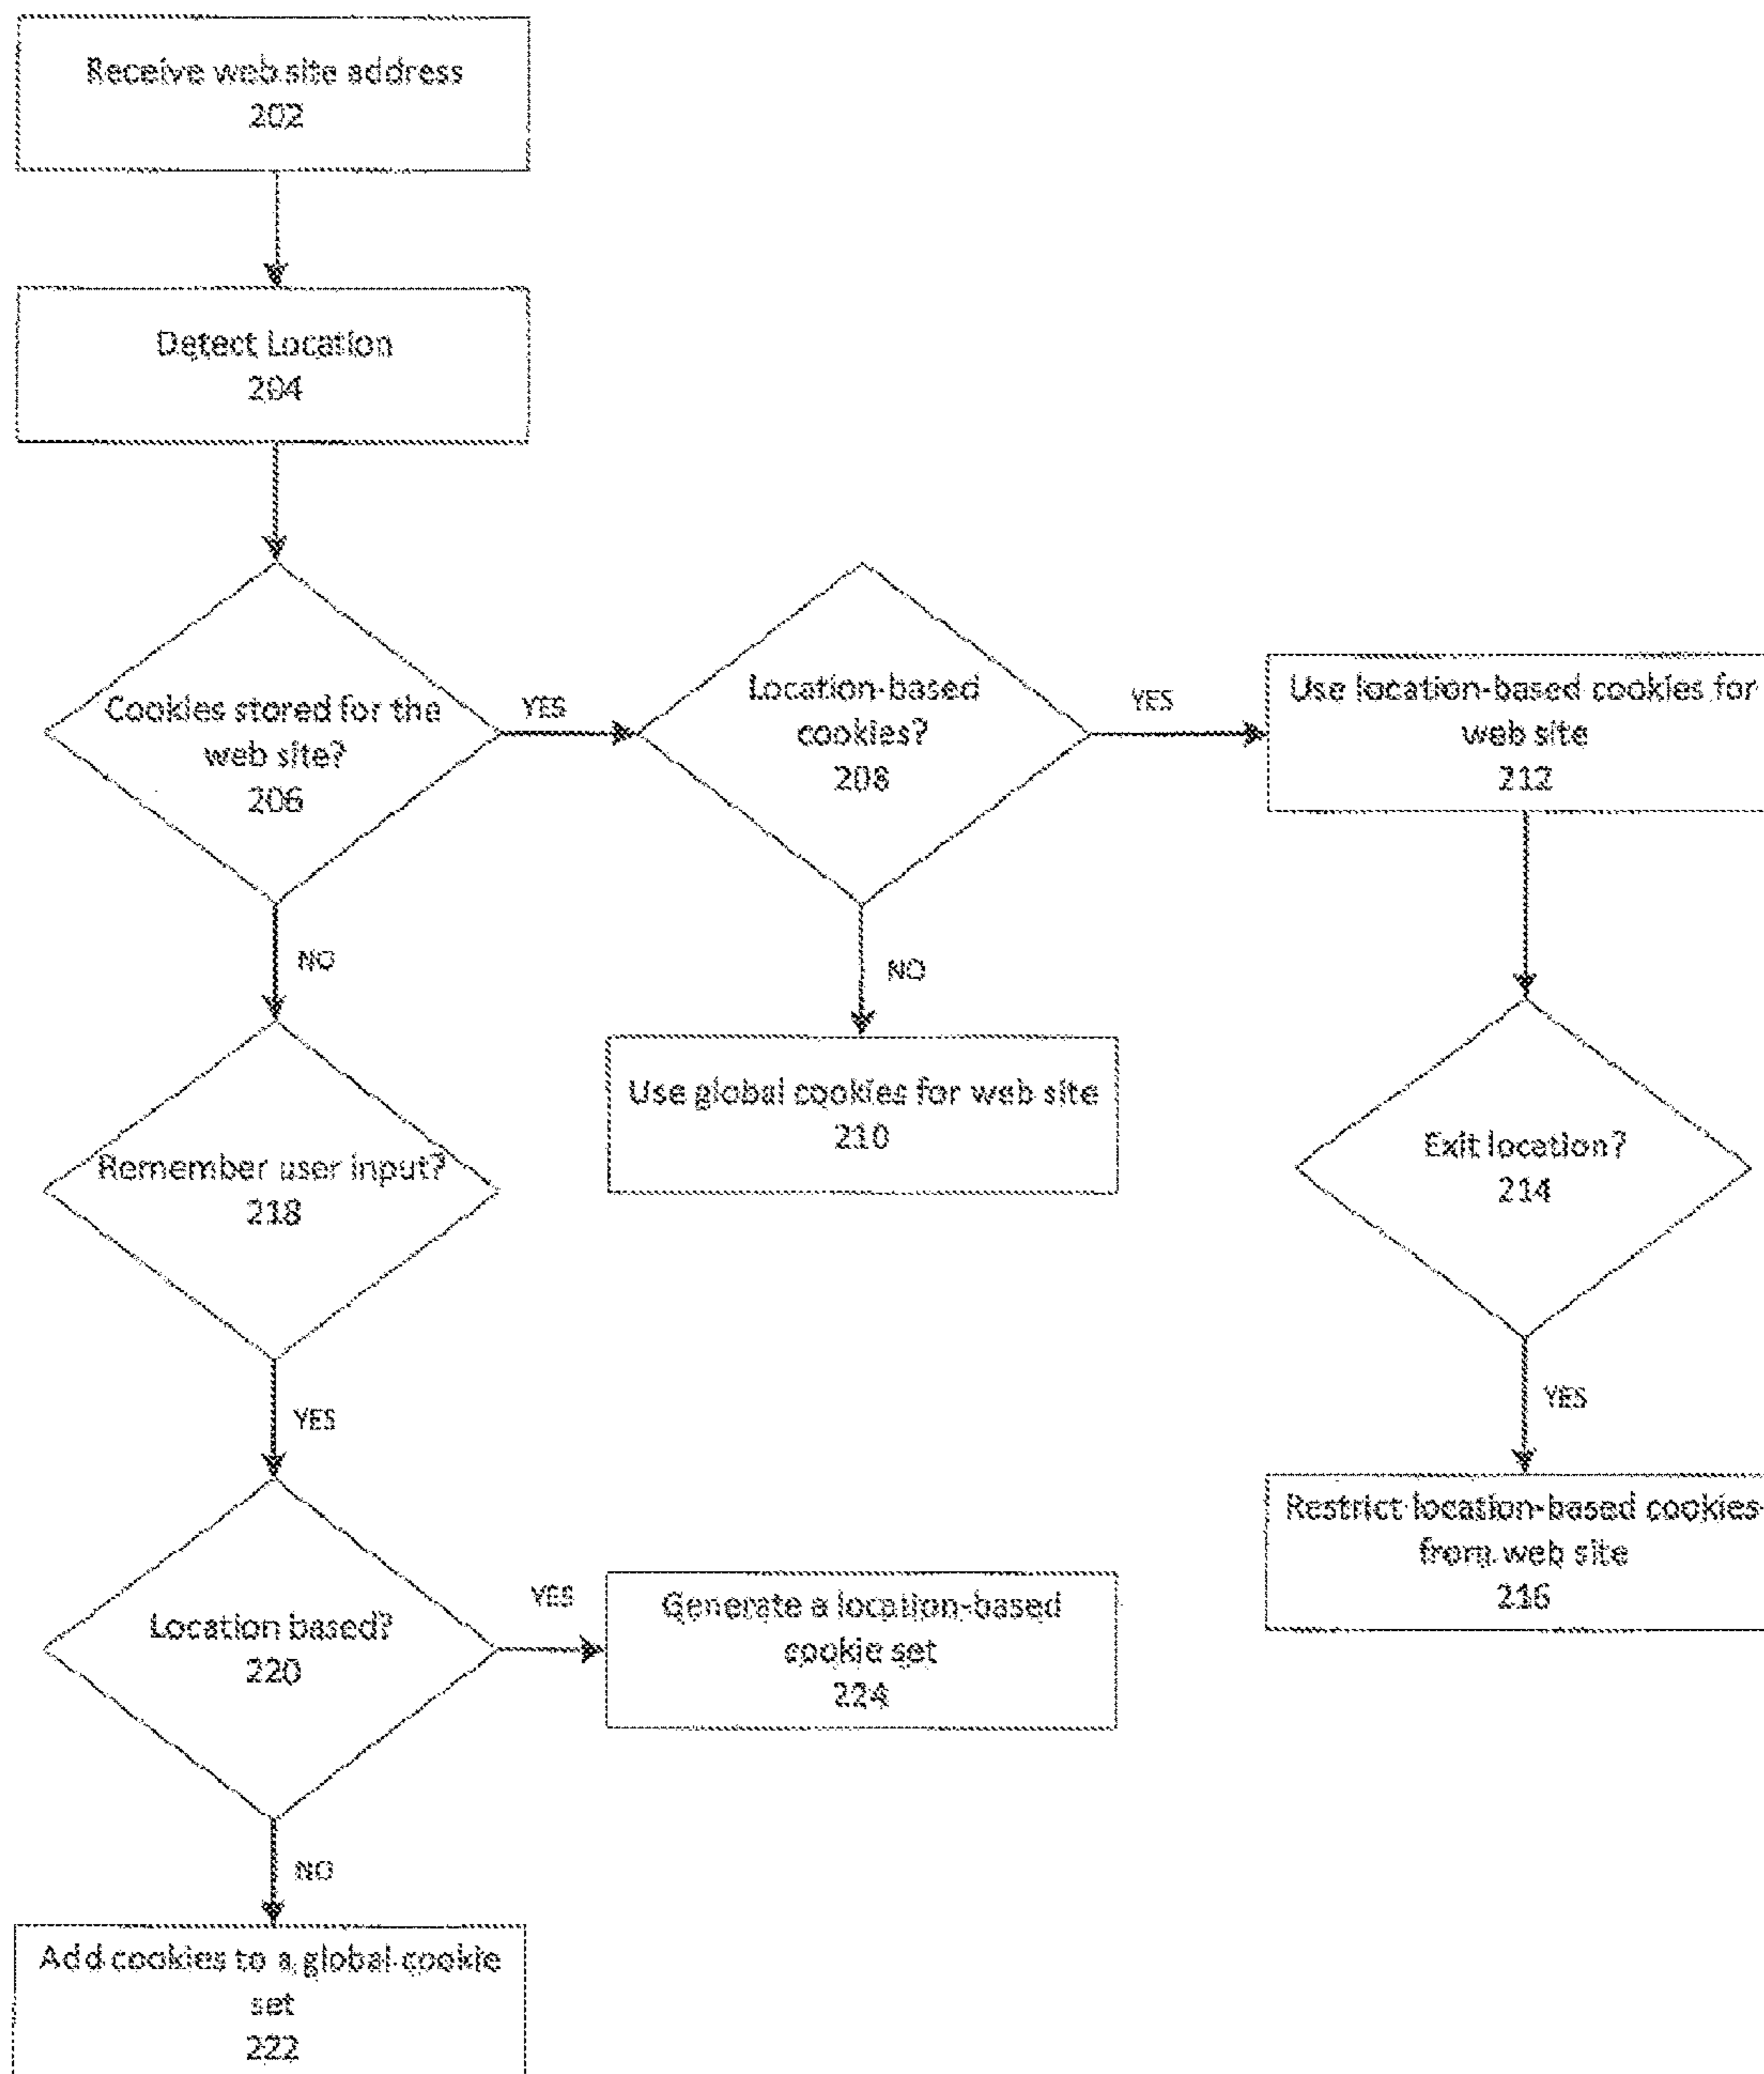 Receive web site address
202
Detect Location
204
Cookies stored for the
web site?
206
YES
Location-based
cookies?
208
YES
Use location-based cookies for
web site
212
NO
NO
Remember user input?
218
Use global cookies for web site
210
Exit location?
214
YES
YES
Location based?
220
YES
Generate a location-based
cookie set
224
Restrict location-based cookies
from web site
216
NO
Add cookies to a global cookie
set
222